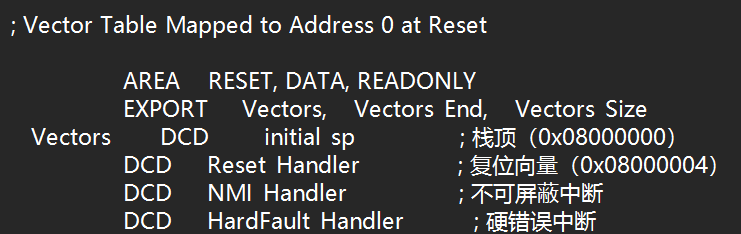 ; Vector Table Mapped to Address 0 at Reset
AREA RESET, DATA, READONLY
EXPORT Vectors, Vectors End, Vectors Size
Vectors DCD initial sp ; 栈顶（0x08000000）
DCD Reset Handler ; 复位向量（0x08000004）
DCD NMI Handler ; 不可屏蔽中断
DCD HardFault Handler ; 硬错误中断